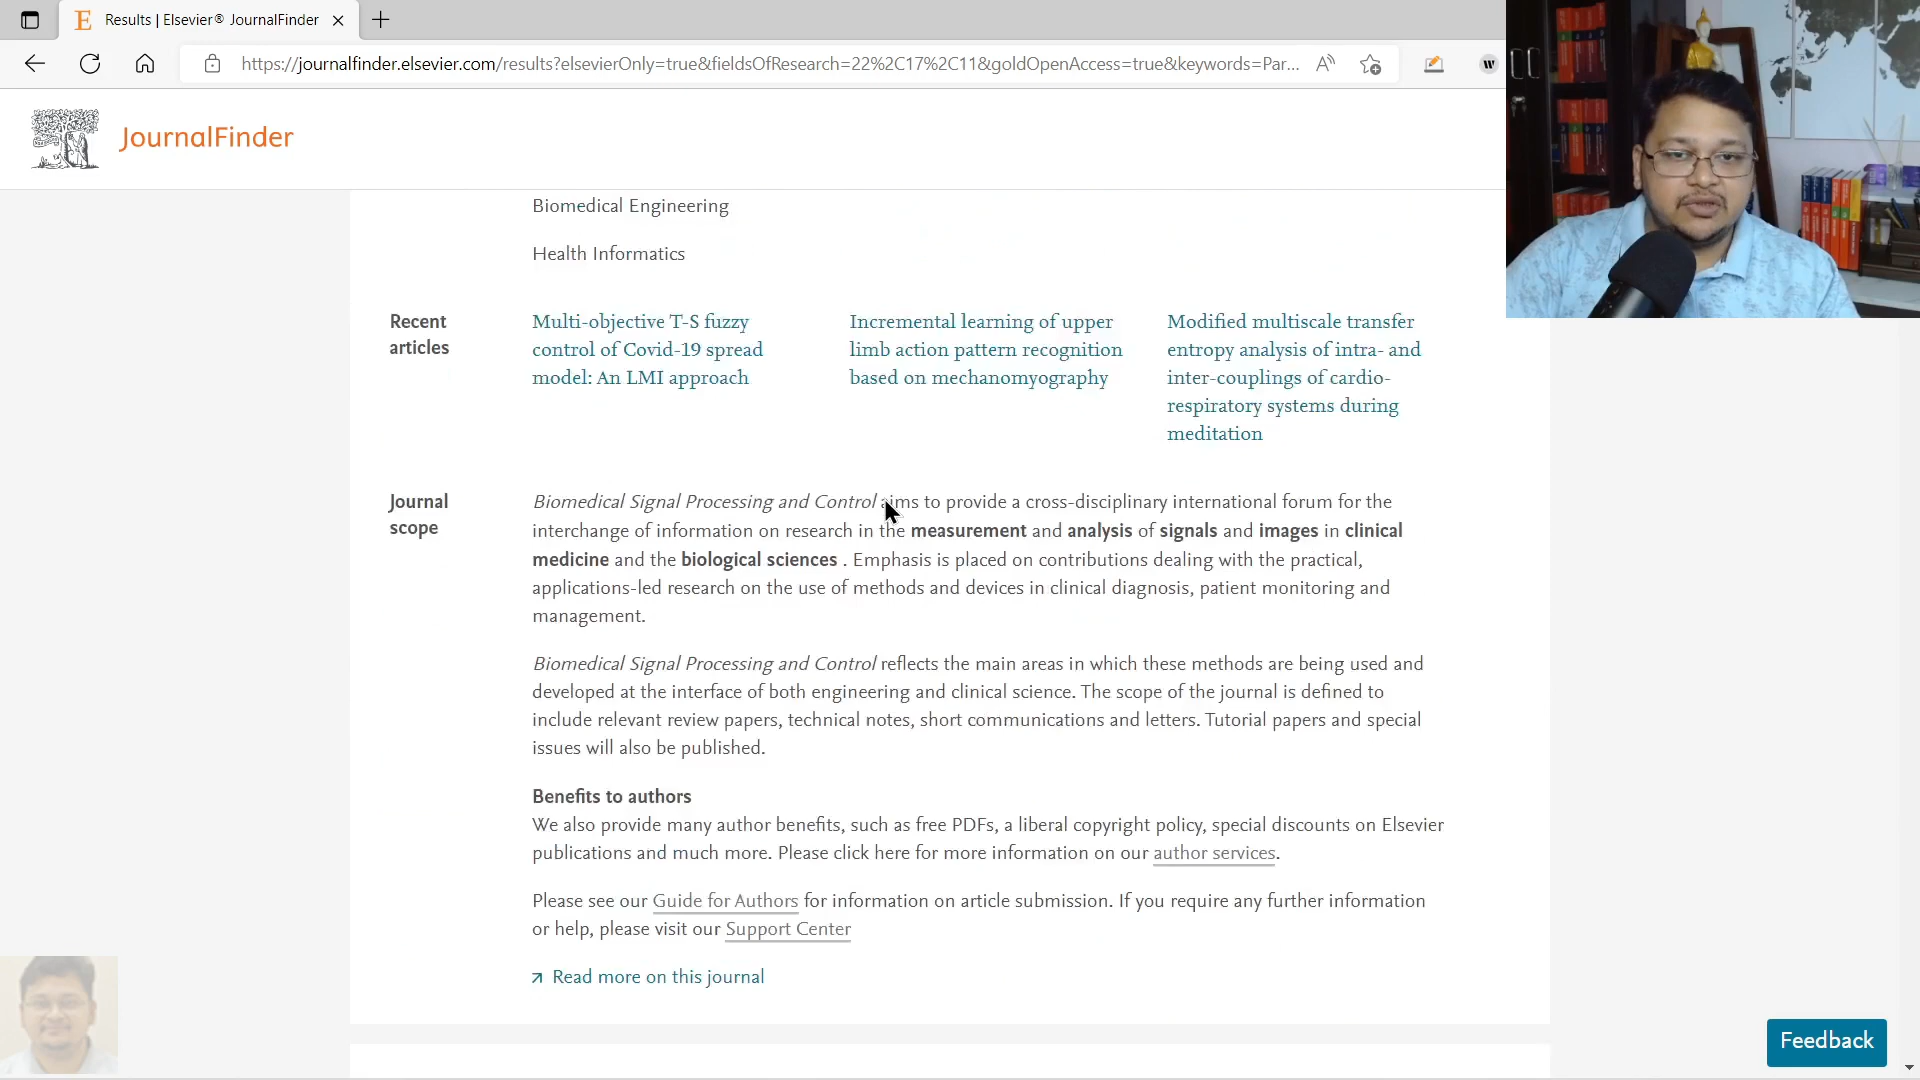 Results | Elsevier® JournalFinder
https://journalfinder.elsevier.com/results?elsevierOnly=true&fieldsOfResearch=22%2C17%2C11&goldOpenAccess=true&keywords=Par...
JournalFinder
Biomedical Engineering
Health Informatics
Recent
articles
Multi-objective T-S fuzzy
control of Covid-19 spread
model: An LMI approach
Incremental learning of upper
limb action pattern recognition
based on mechanomyography
Modified multiscale transfer
entropy analysis of intra- and
inter-couplings of cardio-
respiratory systems during
meditation
Journal
scope
Biomedical Signal Processing and Control aims to provide a cross-disciplinary international forum for the
interchange of information on research in the measurement and analysis of signals and images in clinical
medicine and the biological sciences . Emphasis is placed on contributions dealing with the practical,
applications-led research on the use of methods and devices in clinical diagnosis, patient monitoring and
management.
Biomedical Signal Processing and Control reflects the main areas in which these methods are being used and
developed at the interface of both engineering and clinical science. The scope of the journal is defined to
include relevant review papers, technical notes, short communications and letters. Tutorial papers and special
issues will also be published.
Benefits to authors
We also provide many author benefits, such as free PDFs, a liberal copyright policy, special discounts on Elsevier
publications and much more. Please click here for more information on our author services.
Please see our Guide for Authors for information on article submission. If you require any further information
or help, please visit our Support Center
Read more on this journal
Feedback